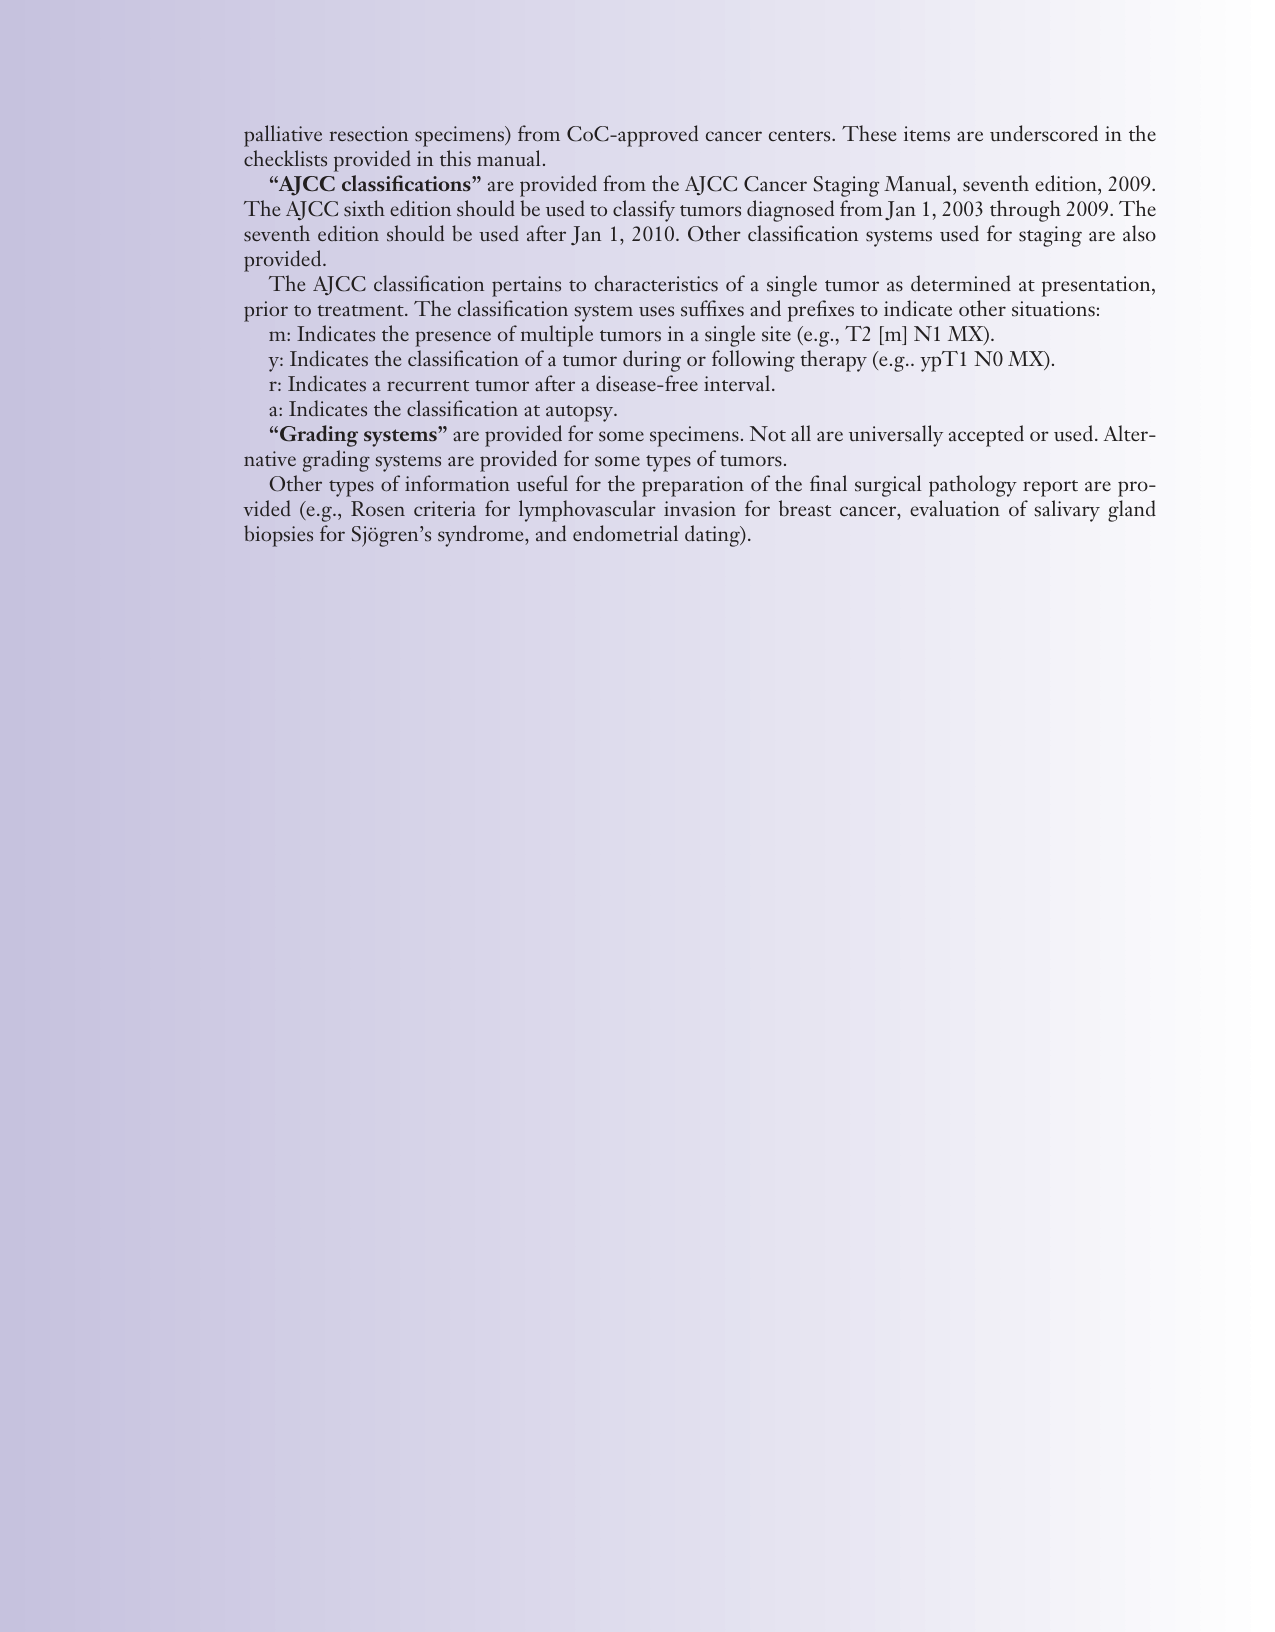 palliative resection specimens) from CoC-approved cancer centers. These items are underscored in the
checklists provided in this manual.
“AJCC classifications” are provided from the AJCC Cancer Staging Manual, seventh edition, 2009.
The AJCC sixth edition should be used to classify tumors diagnosed from Jan 1, 2003 through 2009. The
seventh edition should be used after Jan 1, 2010. Other classification systems used for staging are also
provided.
The AJCC classification pertains to characteristics of a single tumor as determined at presentation,
prior to treatment. The classification system uses suffixes and prefixes to indicate other situations:
m: Indicates the presence of multiple tumors in a single site (e.g., T2 [m] N1 MX).
y: Indicates the classification of a tumor during or following therapy (e.g.. ypT1 N0 MX).
r: Indicates a recurrent tumor after a disease-free interval.
a: Indicates the classification at autopsy.
“Grading systems” are provided for some specimens. Not all are universally accepted or used. Alter-
native grading systems are provided for some types of tumors.
Other types of information useful for the preparation of the final surgical pathology report are pro-
vided (e.g., Rosen criteria for lymphovascular invasion for breast cancer, evaluation of salivary gland
biopsies for Sjögren’s syndrome, and endometrial dating).